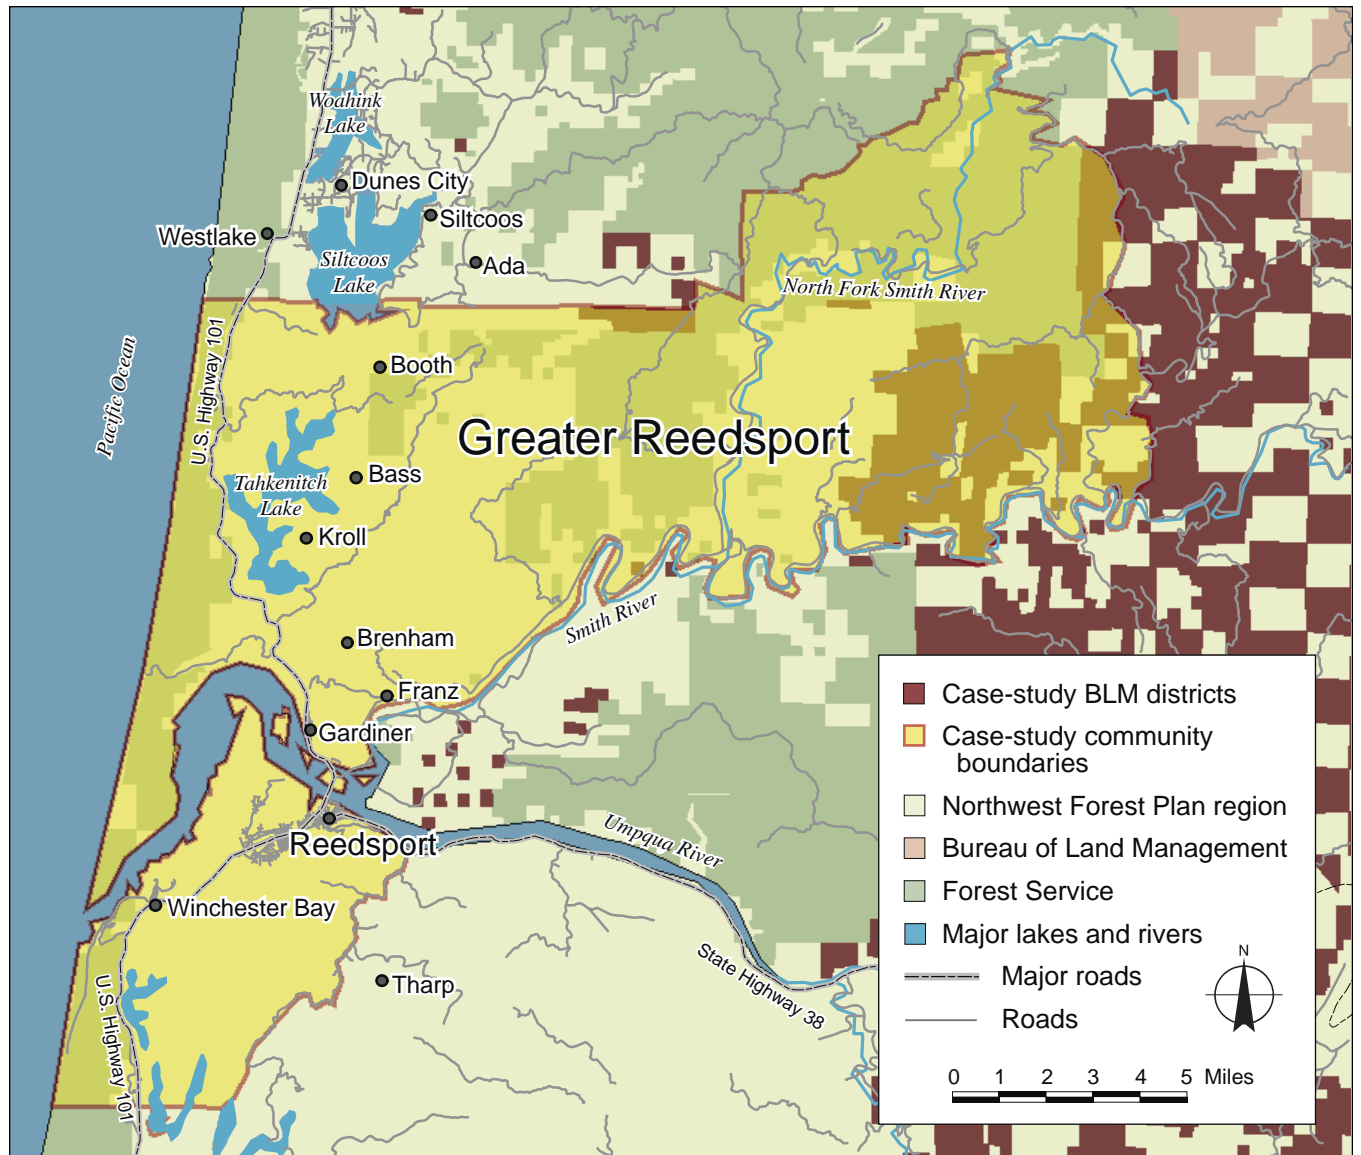 Woahink
Lake
Dunes City
Siltcoos
Westlake
Siltcoos
Lake
Ada
North Fork Smith River
U.S. Highway 101
Pacific Ocean
Booth
Greater Reedsport
Bass
Tahkenitch
Lake
Kroll
Smith River
Brenham
Franz
Gardiner
Reedsport
Umpqua River
Winchester Bay
State Highway 38
Tharp
U.S. Highway 101
Case-study BLM districts
Case-study community
boundaries
Northwest Forest Plan region
Bureau of Land Management
Forest Service
Major lakes and rivers
Major roads
Roads
N
0 1 2 3 4 5 Miles